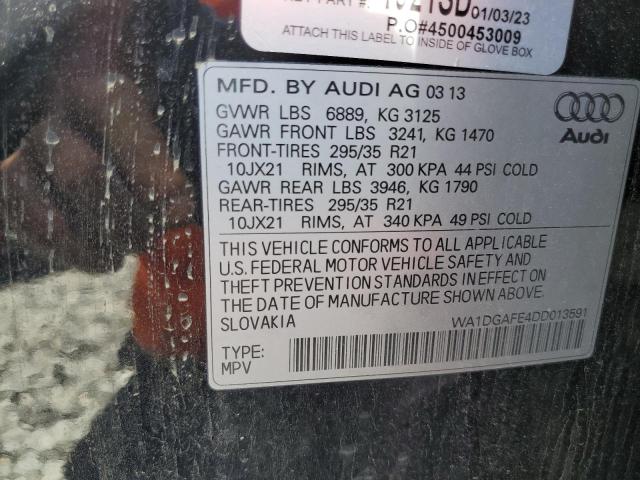 01/03/23
P.O#4500453009
ATTACH THIS LABEL TO INSIDE OF GLOVE BOX
MFD. BY AUDI AG 03 13
GVWR LBS 6889, KG 3125
GAWR FRONT LBS 3241, KG 1470
FRONT-TIRES 295/35 R21
10JX21 RIMS, AT 300 KPA 44 PSI COLD
GAWR REAR LBS 3946, KG 1790
REAR-TIRES 295/35 R21
10JX21 RIMS, AT 340 KPA 49 PSI COLD
Audi
THIS VEHICLE CONFORMS TO ALL APPLICABLE
U.S. FEDERAL MOTOR VEHICLE SAFETY AND
THEFT PREVENTION STANDARDS IN EFFECT ON
THE DATE OF MANUFACTURE SHOWN ABOVE.
SLOVAKIA
WA1DGAFE4DD013591
TYPE:
MPV